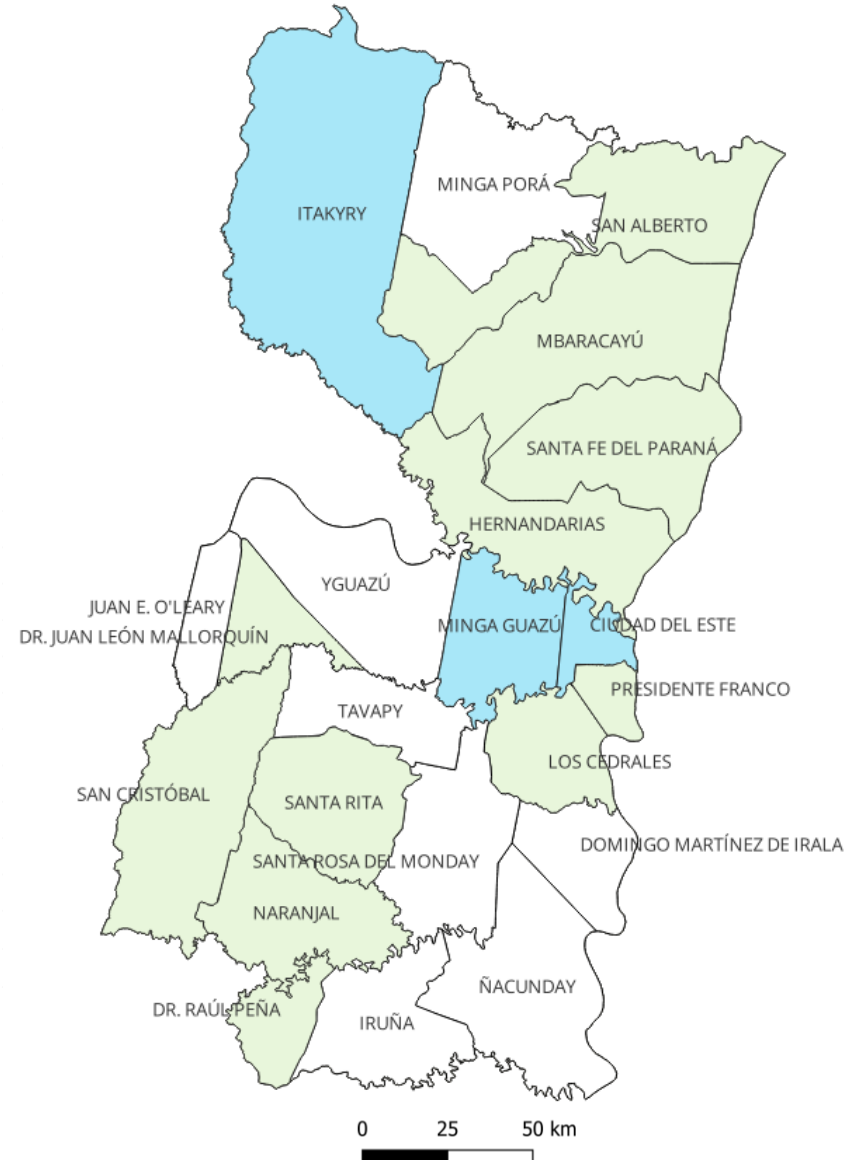 MINGA PORÁ
ITAKYRY
SAN ALBERTO
MBARACAYÚ
SANTA FE DEL PARANÁ
HERNANDARIAS
YGUAZÚ
JUAN E. O'LEARY
MINGA GUAZÚ
CIUDAD DEL ESTE
DR. JUAN LEÓN MALLORQUÍN
PRESIDENTE FRANCO
TAVAPY
LOS CEDRALES
SAN CRISTÓBAL
SANTA RITA
DOMINGO MARTÍNEZ DE IRALA
SANTA ROSA DEL MONDAY
NARANJAL
ÑACUNDAY
DR. RAÚL PEÑA
IRUÑA
0 25 50 km